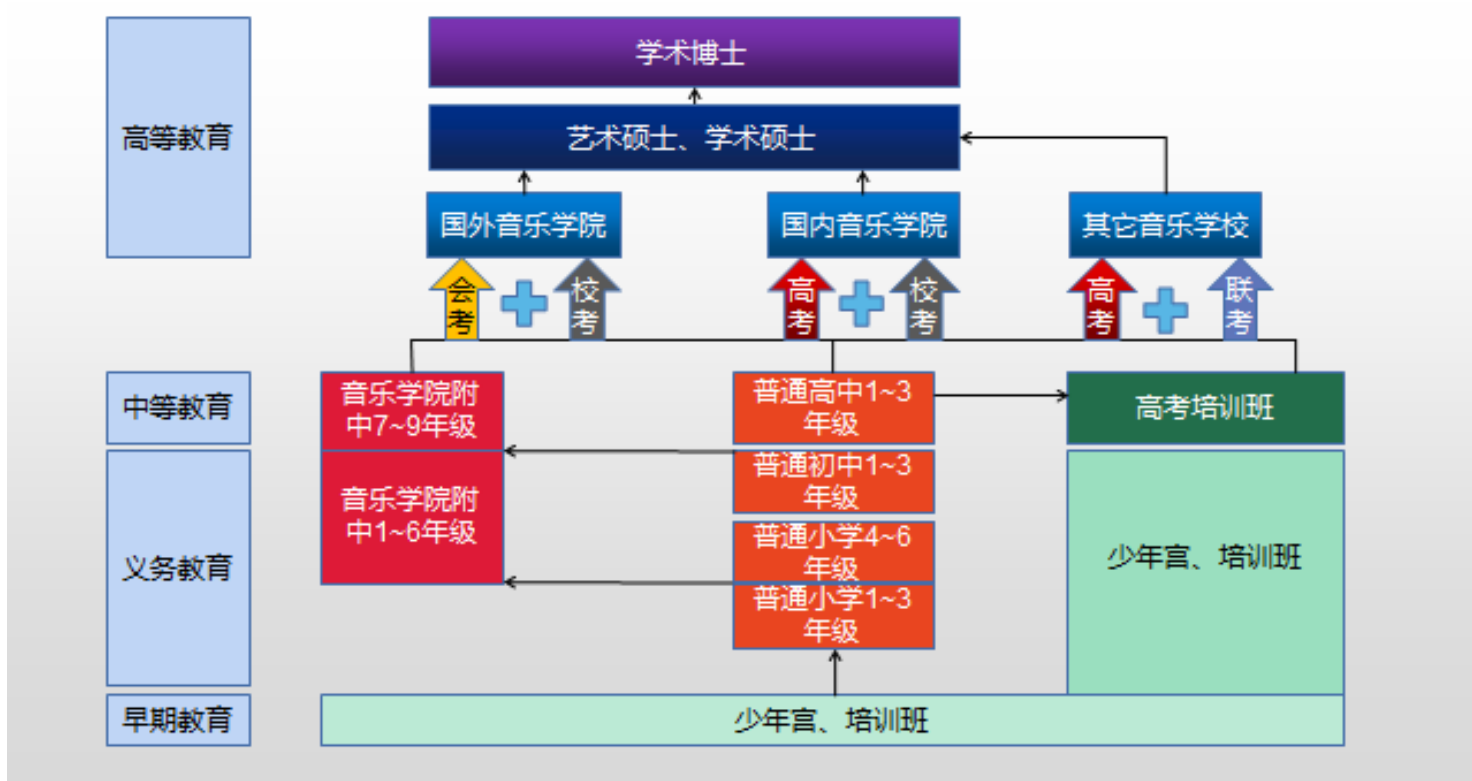 学术博士
高等教育
艺术硕士、学术硕士
国外音乐学院
国内音乐学院
其它音乐学校
会
考
校
考
高
考
校
考
高
考
联
考
中等教育
音乐学院附
中7~9年级
普通高中1~3
年级
高考培训班
义务教育
音乐学院附
中1~6年级
普通初中1~3
年级
普通小学4~6
年级
普通小学1~3
年级
少年宫、培训班
早期教育
少年宫、培训班